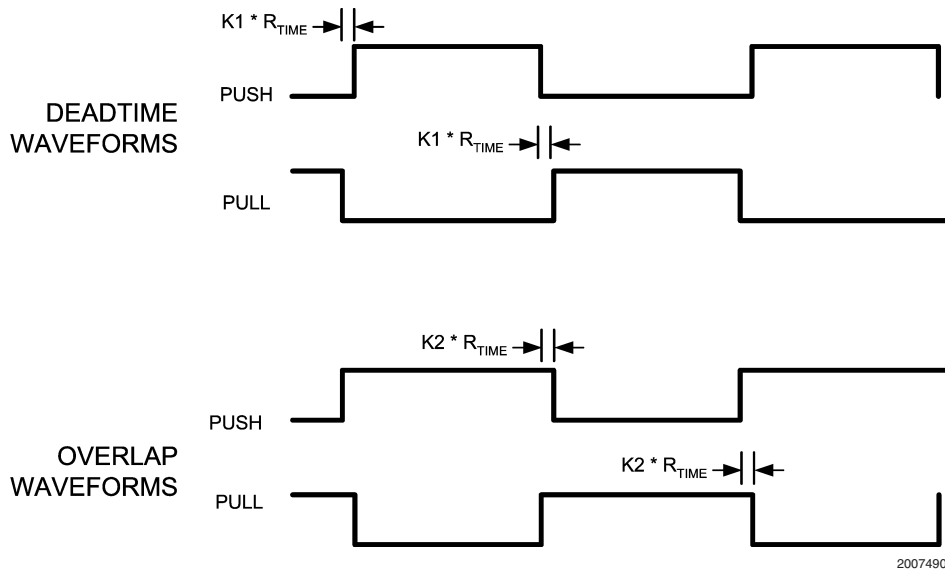 K1 * RTIME
PUSH
DEADTIME
WAVEFORMS
K1 * RTIME
PULL
K2 * RTIME
PUSH
OVERLAP
WAVEFORMS
K2 * RTIME
PULL
2007490